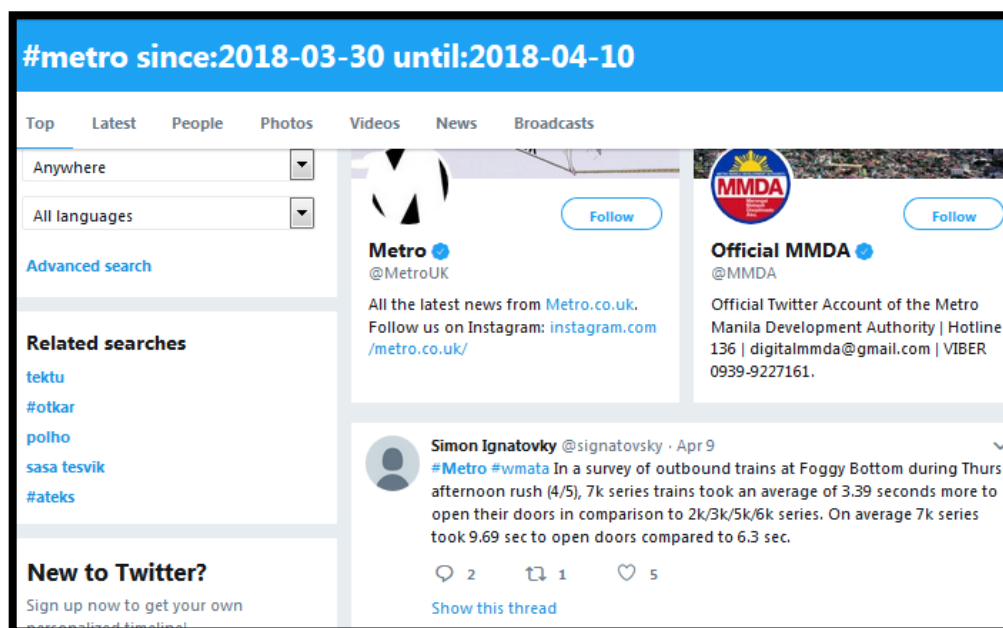 #metro since:2018-03-30 until:2018-04-10
Top Latest People Photos Videos News Broadcasts
Anywhere
All languages
Advanced search
Related searches
tektu
#otkar
polho
sasa tesvik
#ateks
New to Twitter?
Sign up now to get your own
personalized timeline!
Follow
Metro
@MetroUK
All the latest news from Metro.co.uk.
Follow us on Instagram: instagram.com
/metro.co.uk/
MMDA
Follow
Official MMDA
@MMDA
Official Twitter Account of the Metro
Manila Development Authority | Hotline
136 | digitalmmda@gmail.com | VIBER
0939-9227161.
Simon Ignatovky @signatovsky · Apr 9
#Metro #wmata In a survey of outbound trains at Foggy Bottom during Thurs
afternoon rush (4/5), 7k series trains took an average of 3.39 seconds more to
open their doors in comparison to 2k/3k/5k/6k series. On average 7k series
took 9.69 sec to open doors compared to 6.3 sec.
2 1 5
Show this thread